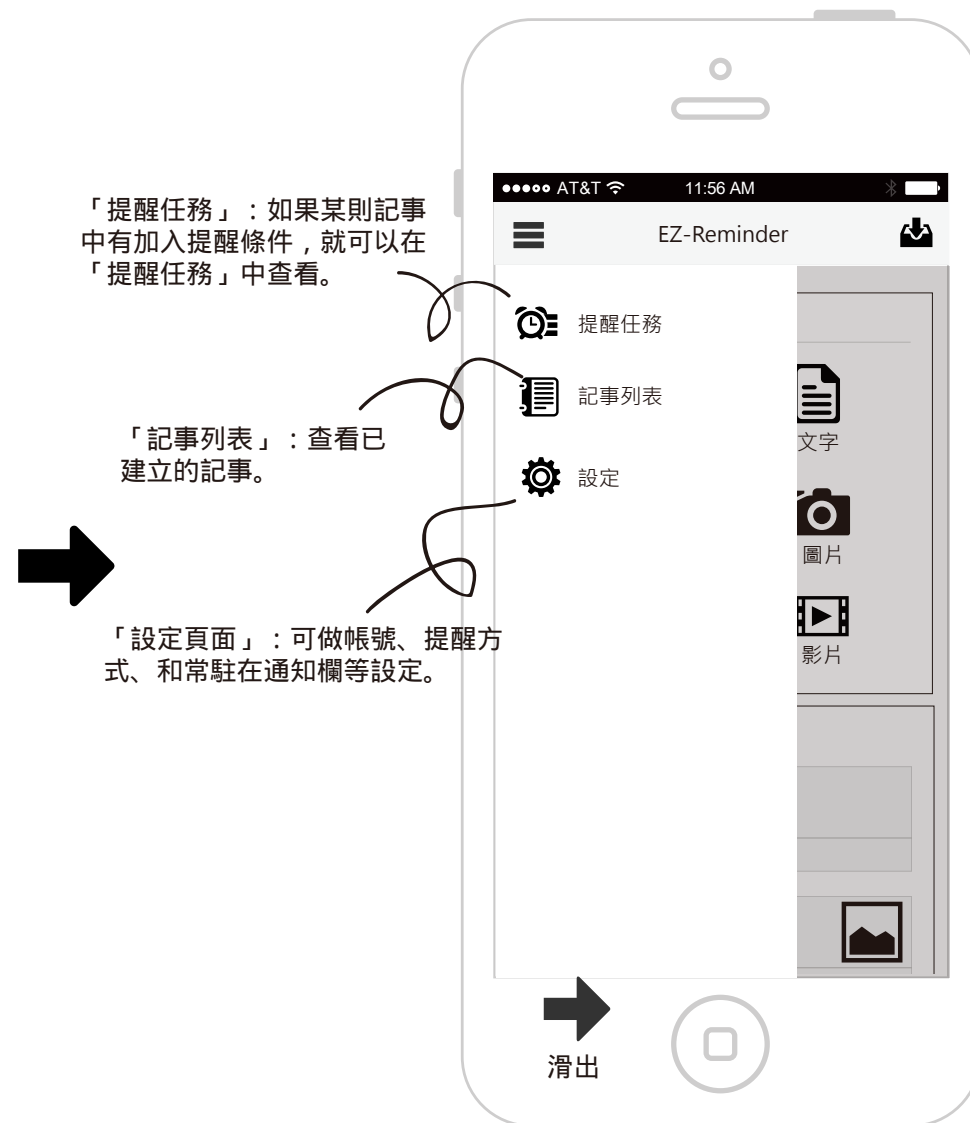 AT&T 11:56 AM
EZ-Reminder
「提醒任務」：如果某則記事
中有加入提醒條件，就可以在
「提醒任務」中查看。
提醒任務
記事列表
設定
文字
圖片
影片
「記事列表」：查看已
建立的記事。
「設定頁面」：可做帳號、提醒方
式、和常駐在通知欄等設定。
滑出